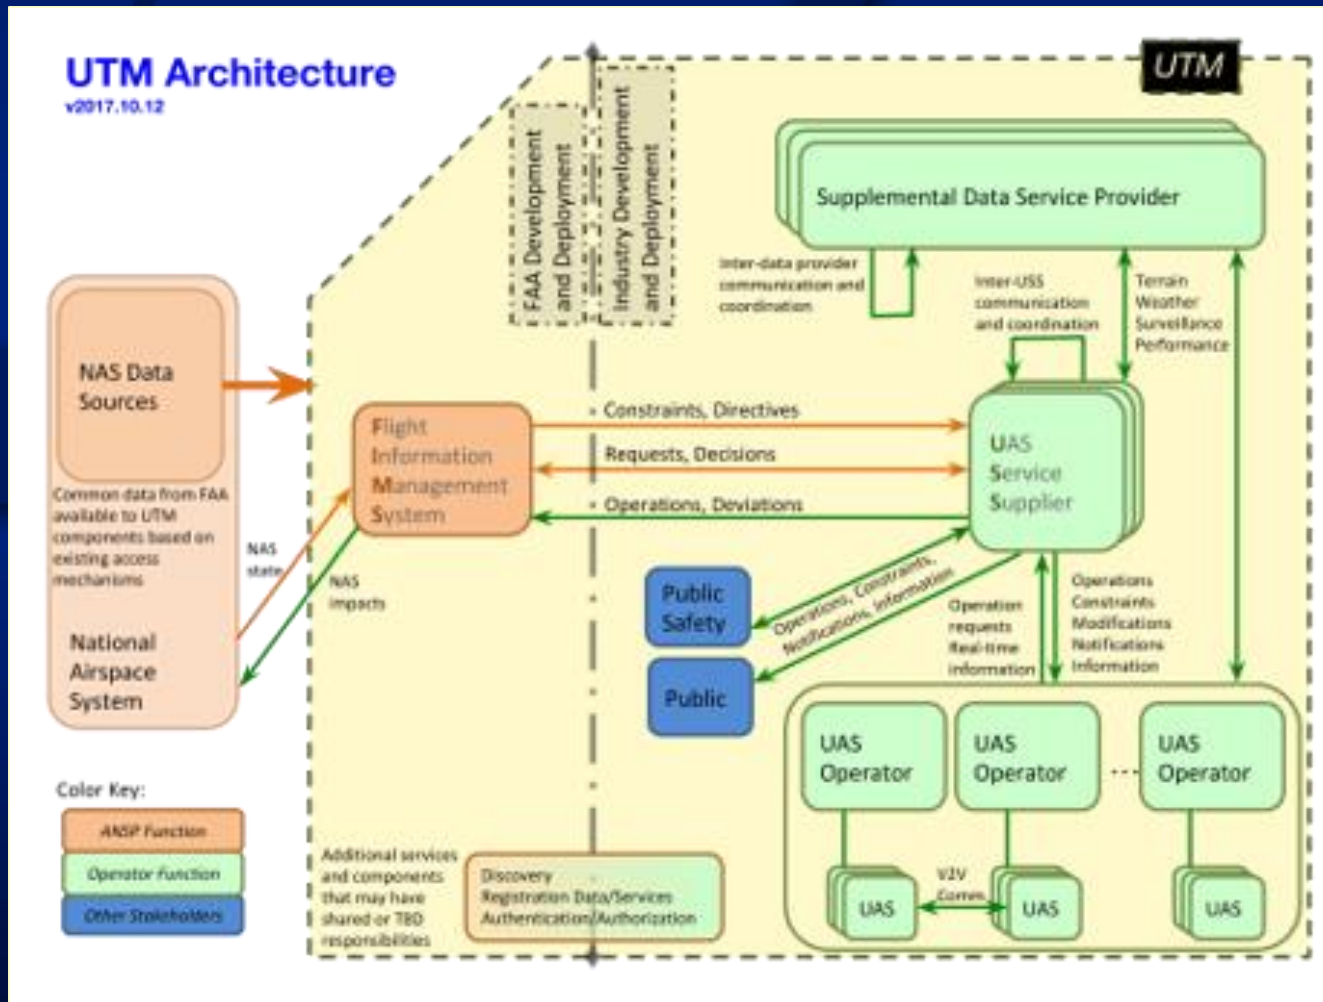 UTM Architecture
v2017.10.12
UTM
FAA Development
and Deployment
Industry Development
and Deployment
Supplemental Data Service Provider
Inter-data provider
communication and
coordination
Inter-USS
communication
and coordination
Terrain
Weather
Surveillance
Performance
NAS Data
Sources
Common data from FAA
available to UTM
components based on
existing access
mechanisms
National
Airspace
System
NAS
state
NAS
impacts
Flight
Information
Management
System
Constraints, Directives
Requests, Decisions
Operations, Deviations
UAS
Service
Supplier
Public
Safety
Public
Operations, Constraints,
Notifications, Information
Operation
requests
Real-time
information
Operations
Constraints
Modifications
Notifications
Information
UAS
Operator
UAS
Operator
....
UAS
Operator
UAS
V2V
Comm
UAS
UAS
Color Key:
ANSP Function
Operator Function
Other Stakeholders
Additional services
and components
that may have
shared or TBD
responsibilities
Discovery
Registration Data/Services
Authentication/Authorization